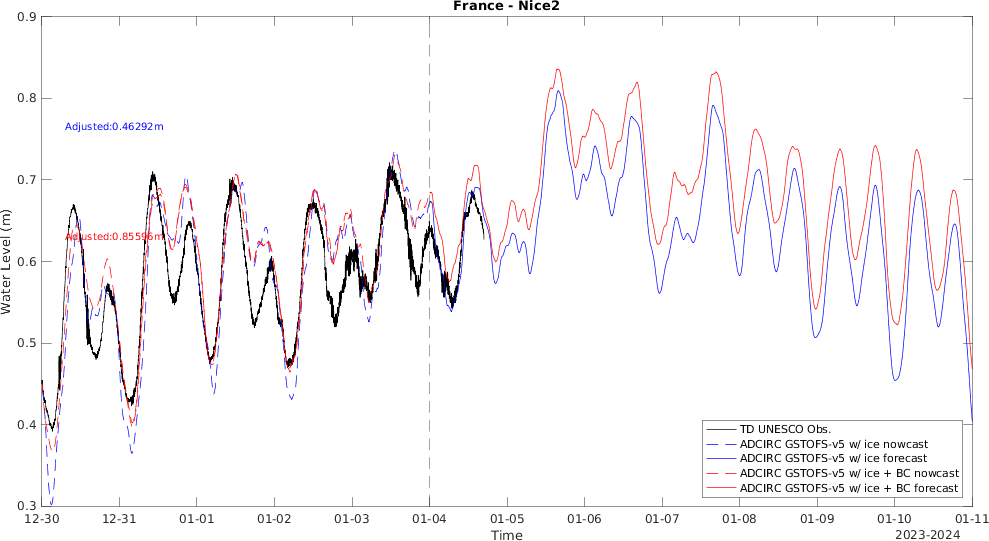 France - Nice2
0.9
0.8
0.7
0.6
0.5
0.4
0.3
Water Level (m)
Adjusted:0.46292m
Adjusted:0.85596m
TD UNESCO Obs.
ADCIRC GSTOFS-v5 w/ ice nowcast
ADCIRC GSTOFS-v5 w/ ice forecast
ADCIRC GSTOFS-v5 w/ ice + BC nowcast
ADCIRC GSTOFS-v5 w/ ice + BC forecast
12-30 12-31 01-01 01-02 01-03 01-04 01-05 01-06 01-07 01-08 01-09 01-10 01-11
Time
2023-2024